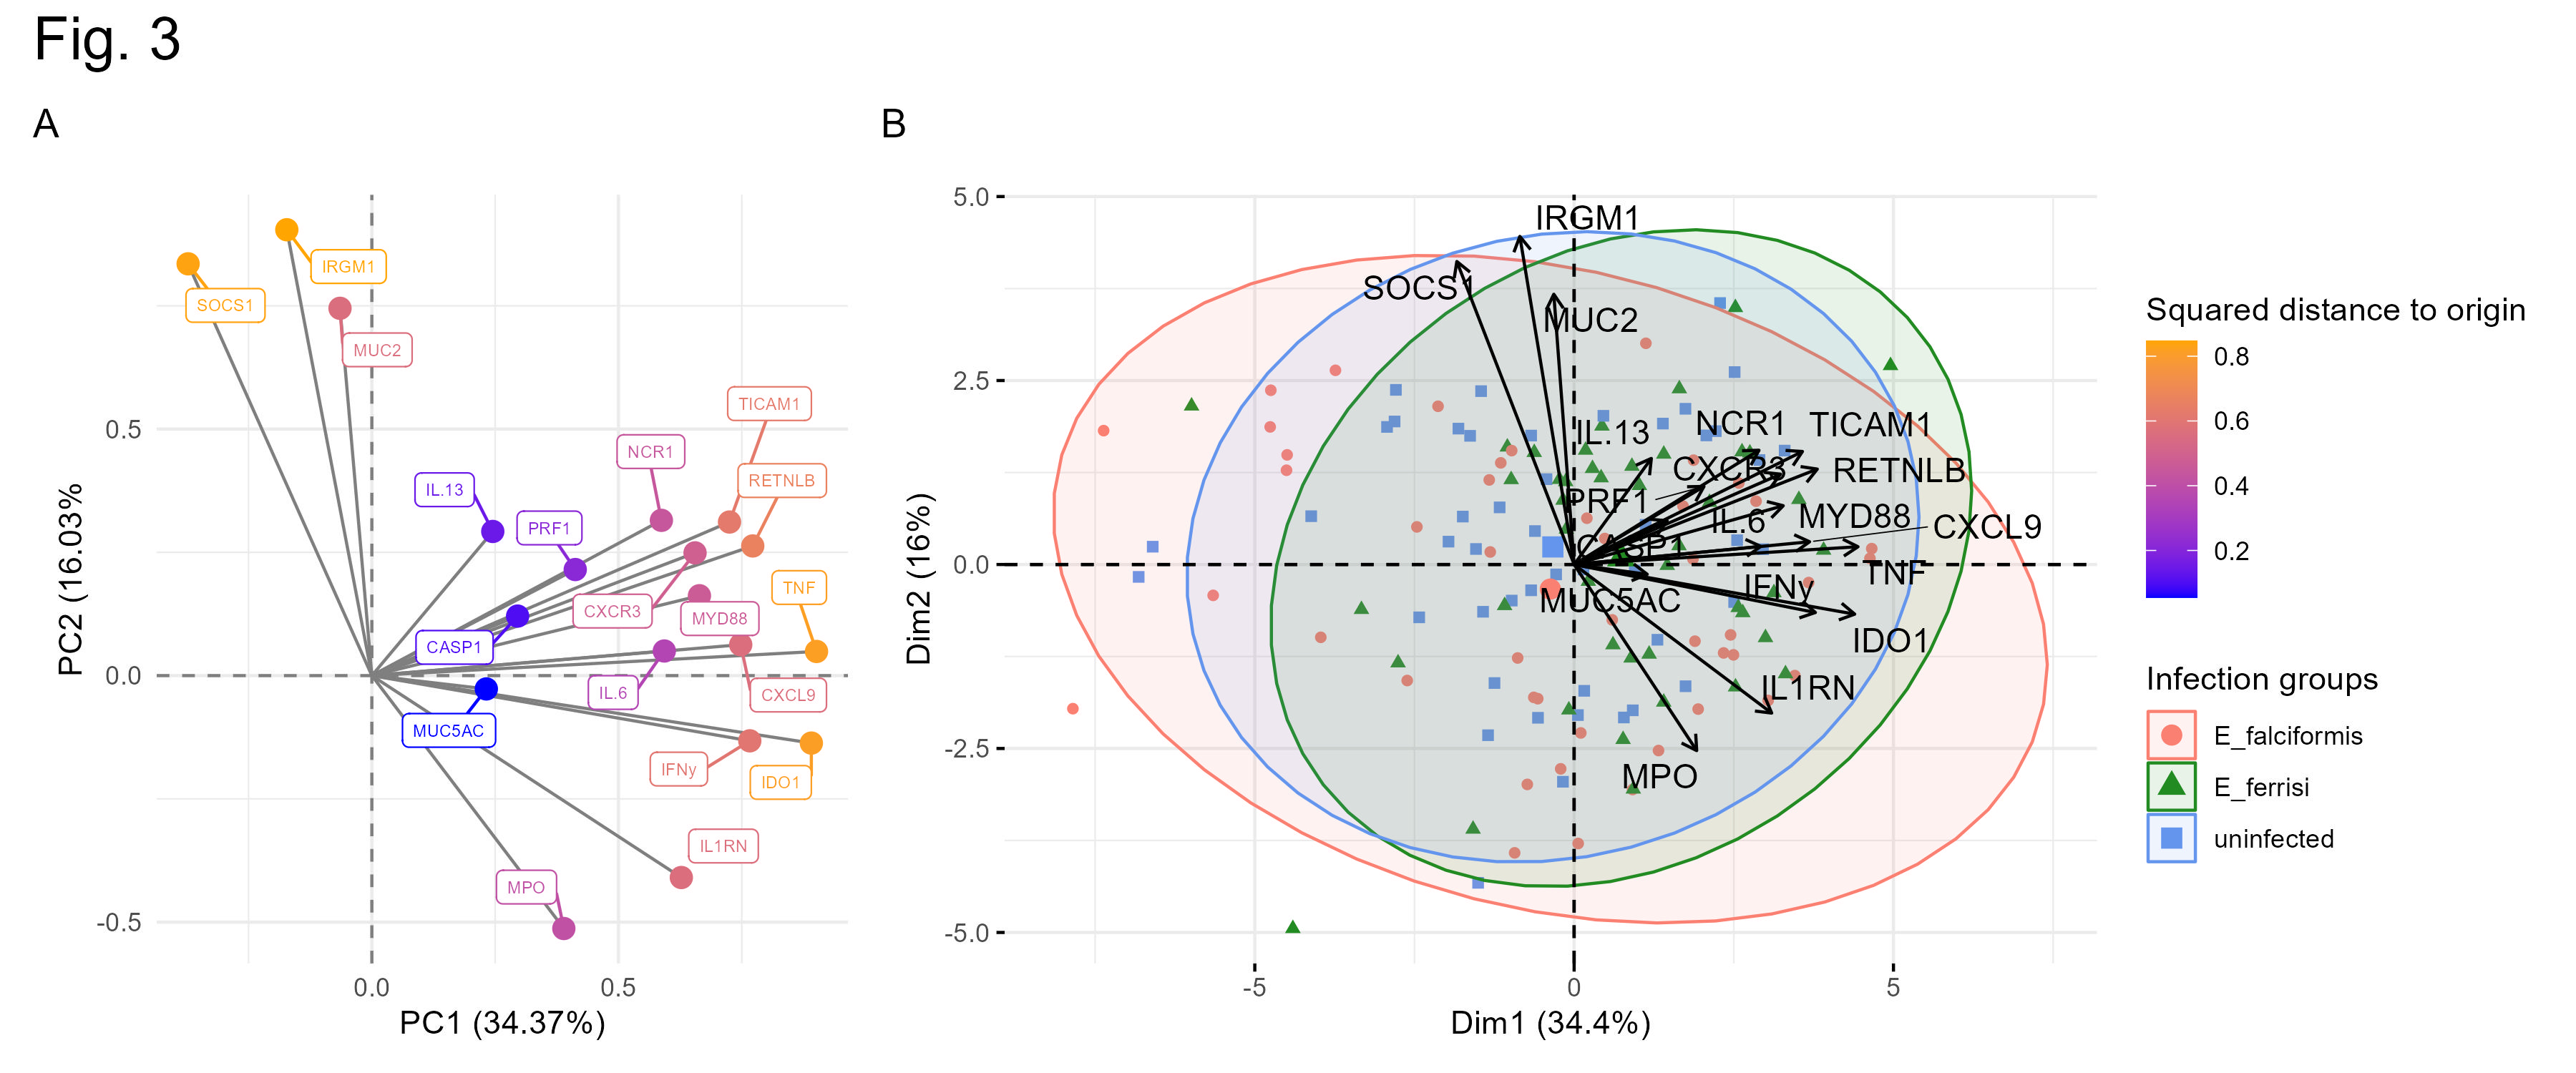 Fig. 3
A
IRGM1
SOCS1
MUC2
TICAM1
NCR1
RETNLB
IL.13
PRF1
TNF
CXCR3
MYD88
CASP1
IL.6
CXCL9
MUC5AC
IFNy
IDO1
IL1RN
MPO
0.5
0.0
-0.5
PC2 (16.03%)
0.0 0.5
PC1 (34.37%)
B
IRGM1
SOCS1
MUC2
NCR1
TICAM1
IL.13
CXCR3
RETNLB
PRF1
IL.6
MYD88
CXCL9
CASP1
TNF
IFNy
MUC5AC
IDO1
IL1RN
MPO
5.0
2.5
0.0
-2.5
-5.0
Dim2 (16%)
-5 0 5
Dim1 (34.4%)
Squared distance to origin
0.8
0.6
0.4
0.2
Infection groups
E_falciformis
E_ferrisi
uninfected